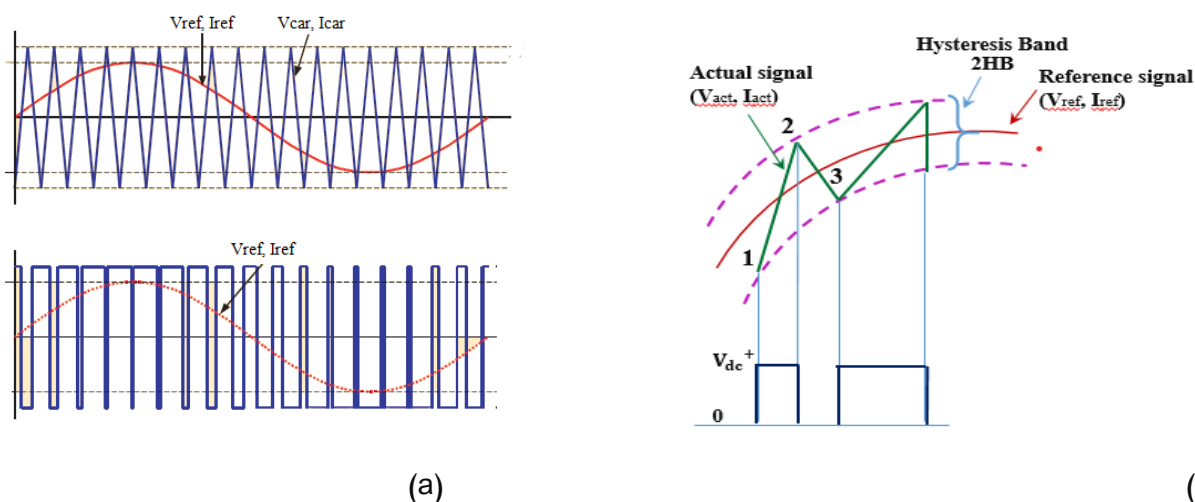 Vref, Iref
Vcar, Icar
Vref, Iref
(a)
Hysteresis Band
2HB
Actual signal
(Vact, Iact)
Reference signal
(Vref, Iref)
2
3
1
Vdc+
0
(